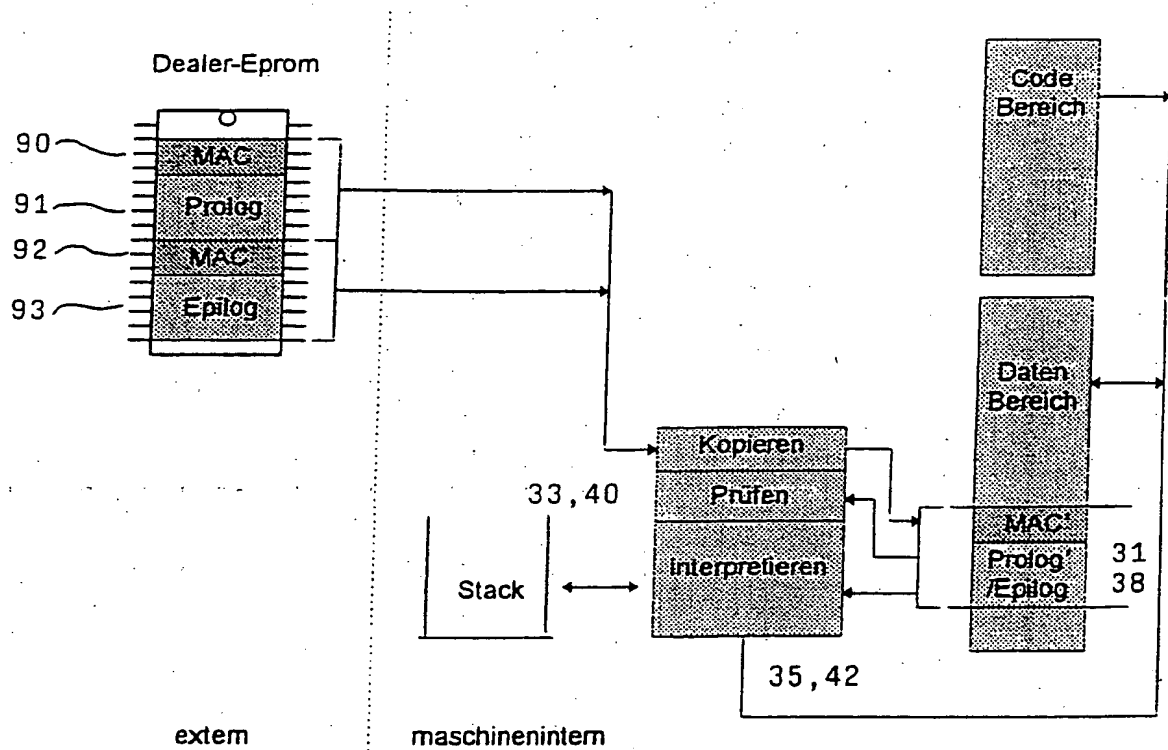 Dealer-Eprom
90
MAC
91
Prolog
92
MAC
93
Epilog
Code
Bereich
Daten
Bereich
Kopieren
Prüfen
33,40
Interpretieren
Stack
MAC'
Prolog'
/Epilog
31
38
35,42
extern
maschinenintern